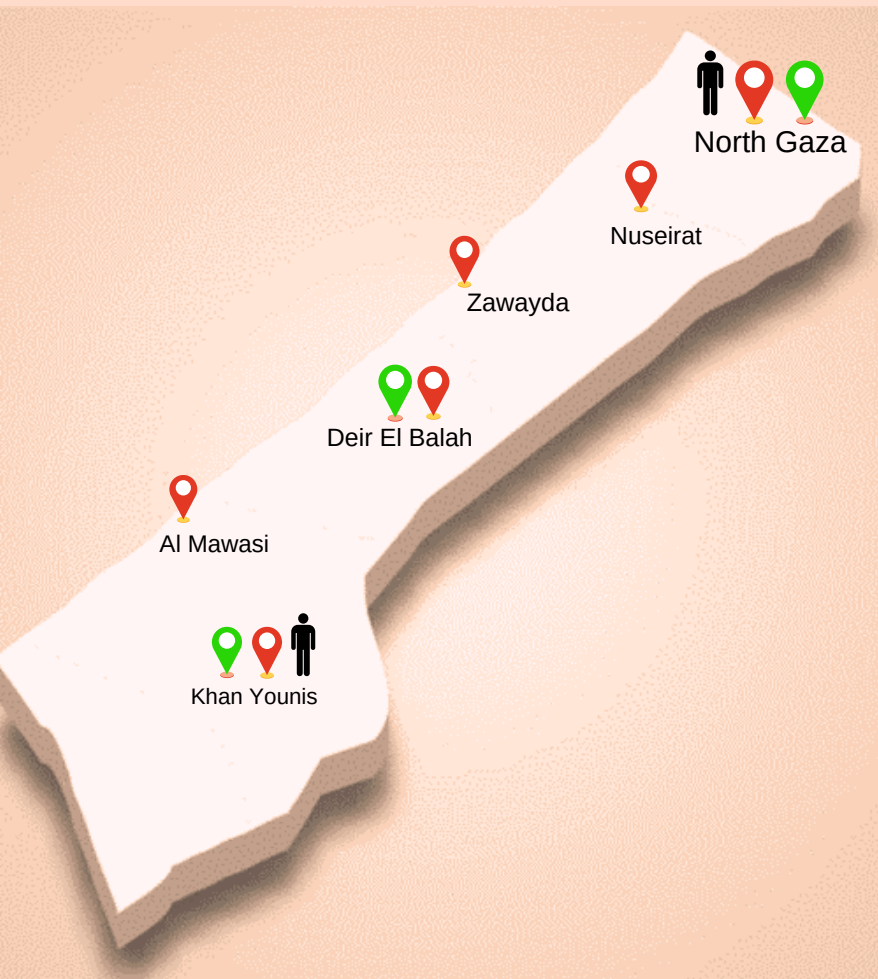 North Gaza
Nuseirat
Zawayda
Deir El Balah
Al Mawasi
Khan Younis